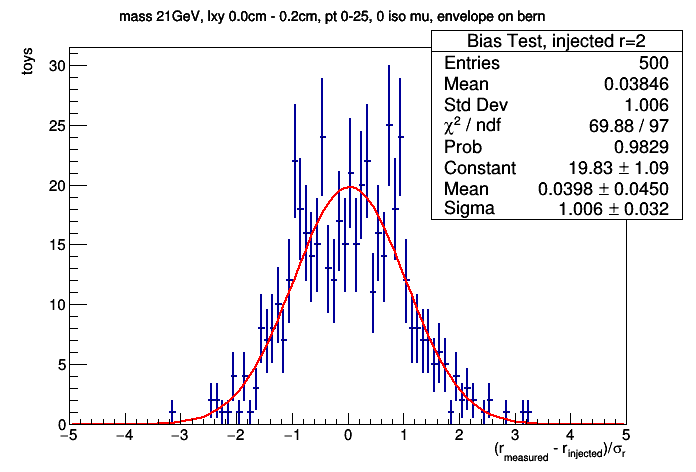 mass 21GeV, lxy 0.0cm - 0.2cm, pt 0-25, 0 iso mu, envelope on bern
Bias Test, injected r=2
Entries 500
Mean 0.03846
Std Dev 1.006
χ² / ndf 69.88 / 97
Prob 0.9829
Constant 19.83 ± 1.09
Mean 0.0398 ± 0.0450
Sigma 1.006 ± 0.032
toys
30
25
20
15
10
5
0
−5 −4 −3 −2 −1 0 1 2 3 4 5
(r_measured - r_injected)/σ_r